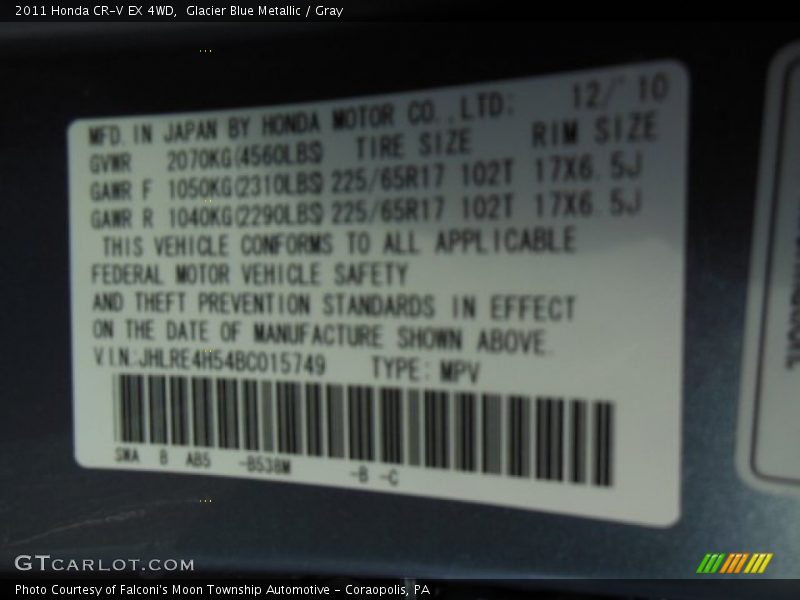 2011 Honda CR-V EX 4WD,  Glacier Blue Metallic / Gray
MFD. IN JAPAN BY HONDA MOTOR CO., LTD. 12/'10
GVWR 2070KG(4560LBS) TIRE SIZE RIM SIZE
GAWR F 1050KG(2310LBS) 225/65R17 102T 17X6.5J
GAWR R 1040KG(2290LBS) 225/65R17 102T 17X6.5J
THIS VEHICLE CONFORMS TO ALL APPLICABLE
FEDERAL MOTOR VEHICLE SAFETY
AND THEFT PREVENTION STANDARDS IN EFFECT
ON THE DATE OF MANUFACTURE SHOWN ABOVE.
VIN:JHLRE4H54BC015749 TYPE: MPV
SWA B AB5 -B538M -B -C
GTCARLOT.COM
Photo Courtesy of Falconi's Moon Township Automotive - Coraopolis, PA